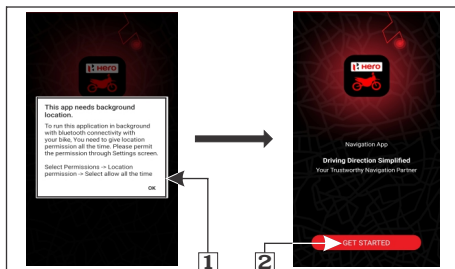 Hero
This app needs background
location.
To run this application in background
with bluetooth connectivity with
your bike, You need to give location
permission all the time. Please permit
the permission through Settings screen.
Select Permissions -> Location
permission -> Select allow all the time
OK
1
Hero
Navigation App
Driving Direction Simplified
Your Trustworthy Navigation Partner
GET STARTED
2